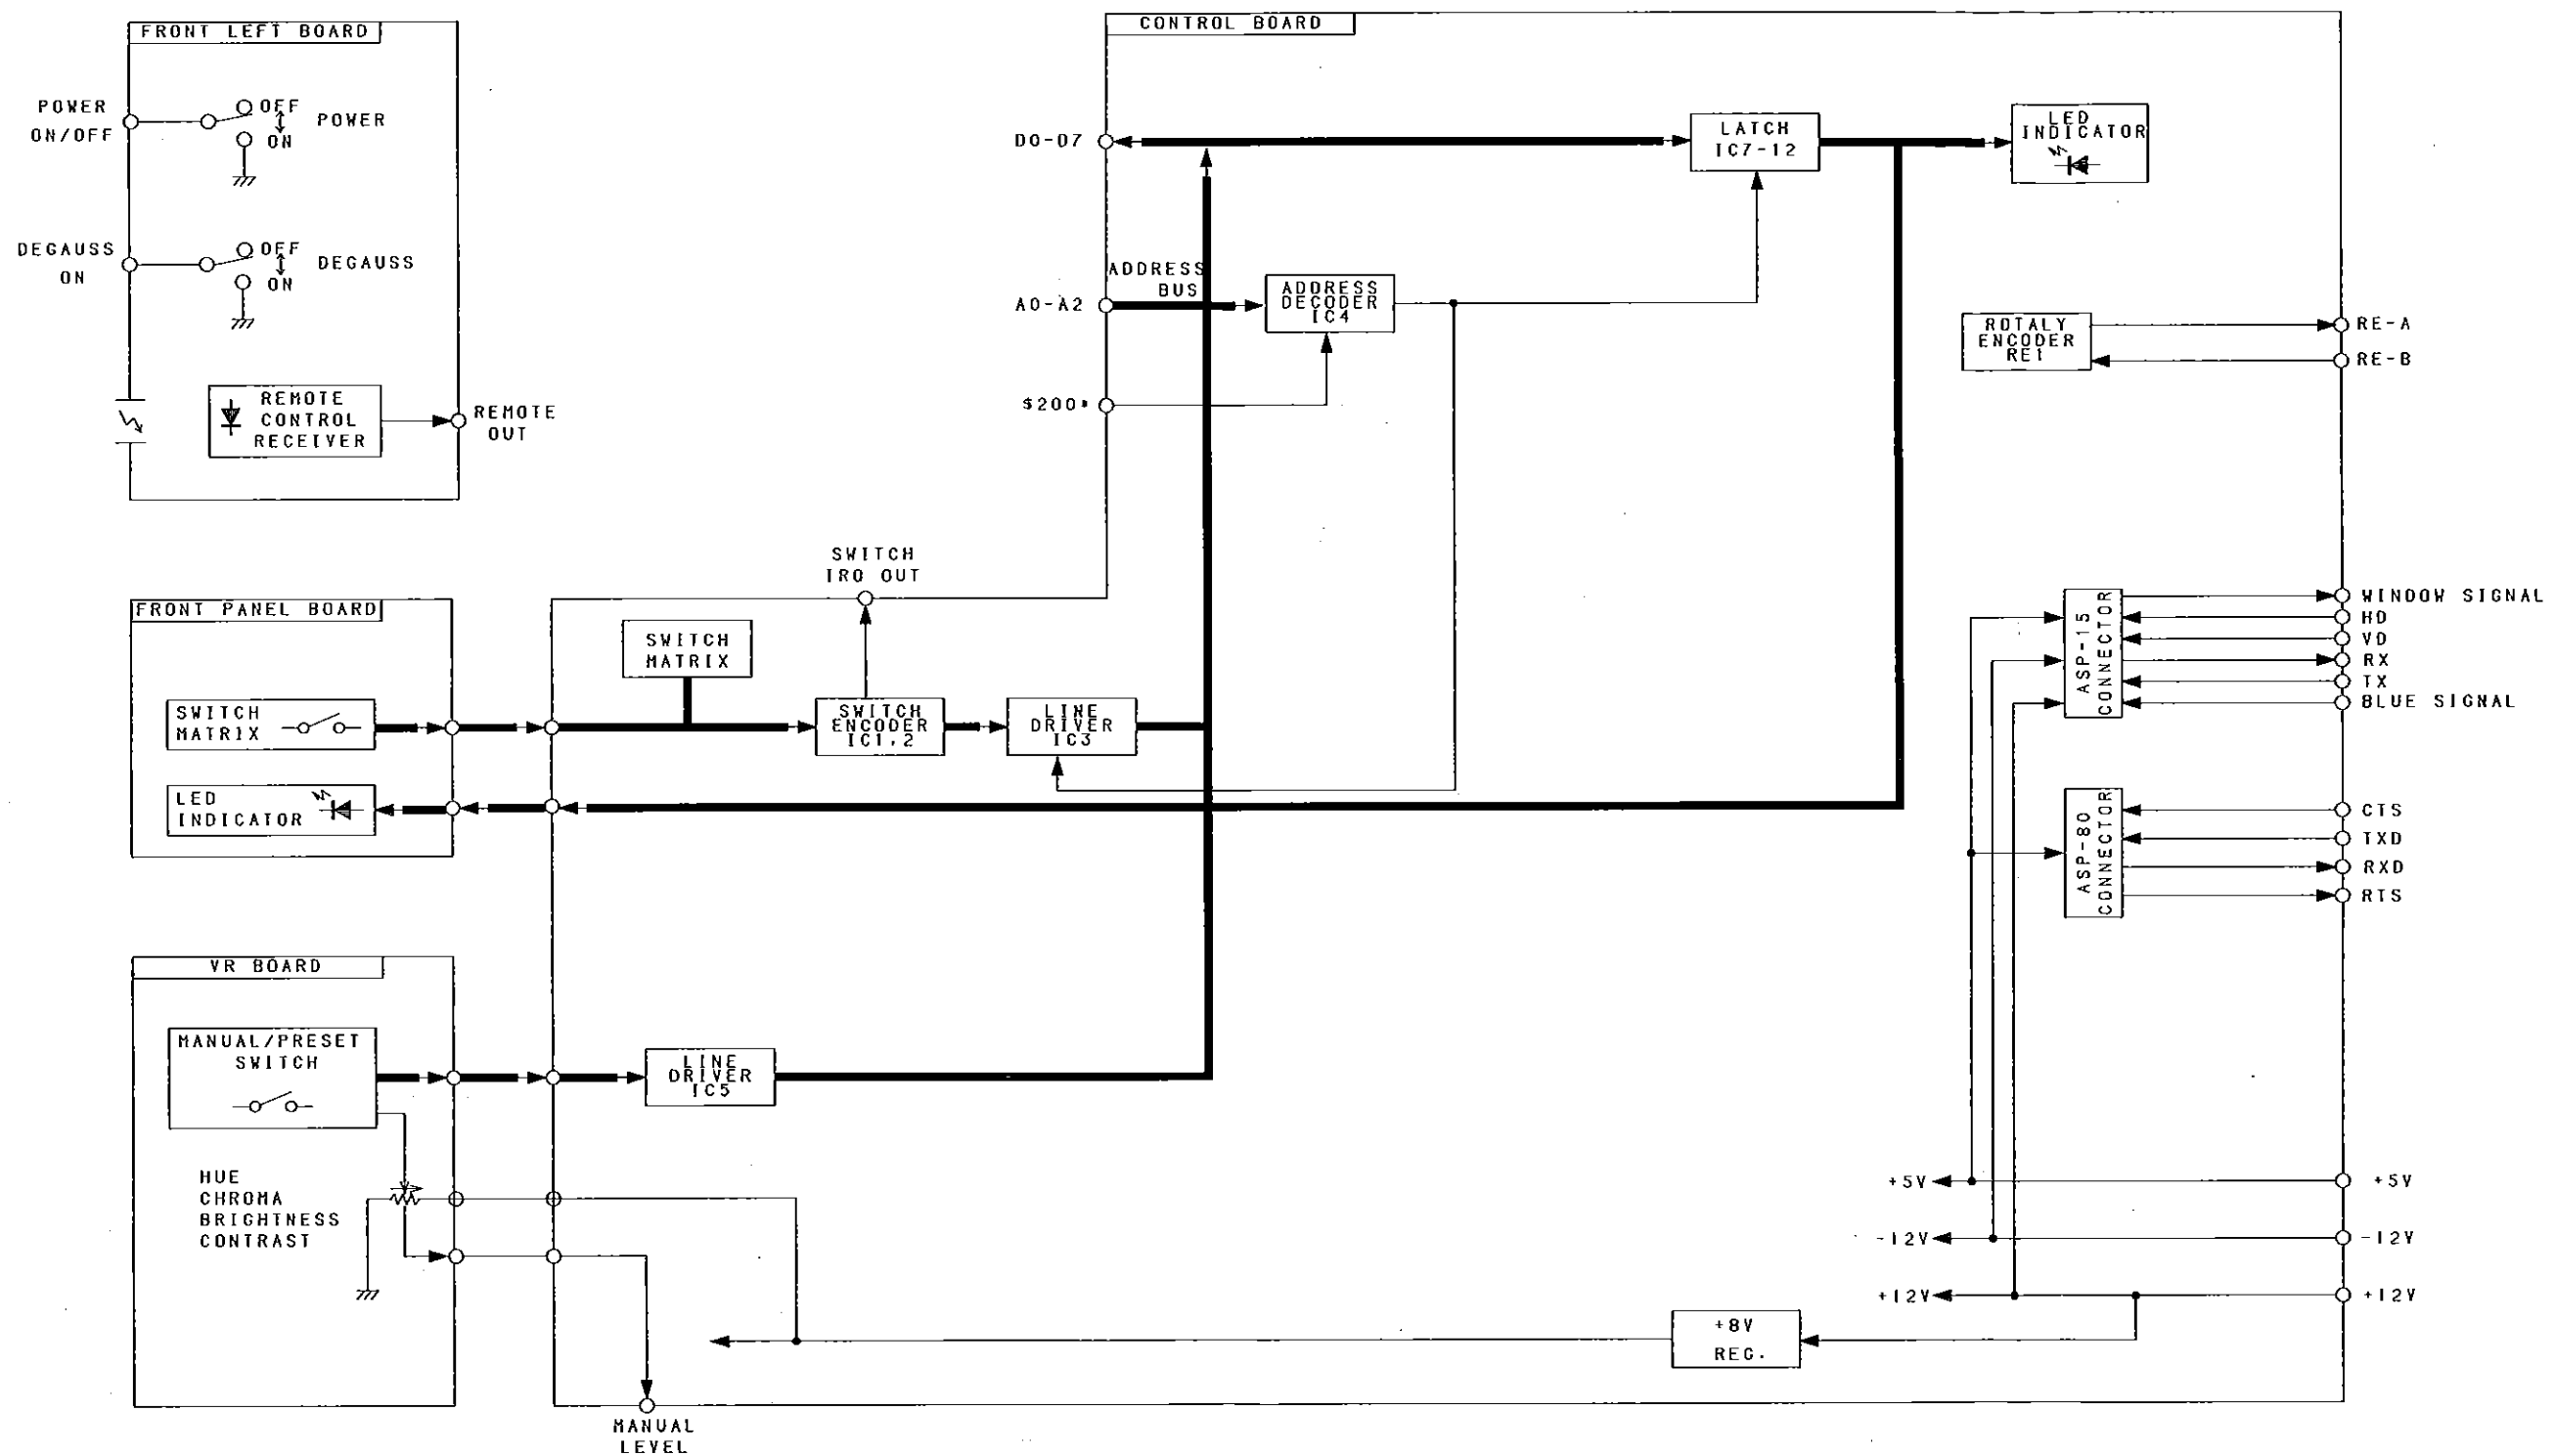 FRONT LEFT BOARD
POWER
ON/OFF
OFF
ON
POWER
DEGAUSS
ON
OFF
ON
DEGAUSS
REMOTE
CONTROL
RECEIVER
REMOTE
OUT
CONTROL BOARD
D0-D7
LATCH
IC7-12
LED
INDICATOR
ADDRESS
BUS
A0-A2
ADDRESS
DECODER
IC4
$200*
ROTALY
ENCODER
RE1
RE-A
RE-B
SWITCH
IRQ OUT
FRONT PANEL BOARD
SWITCH
MATRIX
LED
INDICATOR
SWITCH
MATRIX
SWITCH
ENCODER
IC1,2
LINE
DRIVER
IC3
ASP-15
CONNECTOR
WINDOW SIGNAL
HD
VD
RX
TX
BLUE SIGNAL
ASP-80
CONNECTOR
CTS
TXD
RXD
RTS
VR BOARD
MANUAL/PRESET
SWITCH
LINE
DRIVER
IC5
HUE
CHROMA
BRIGHTNESS
CONTRAST
+5V
+5V
-12V
-12V
+12V
+12V
+8V
REG.
MANUAL
LEVEL